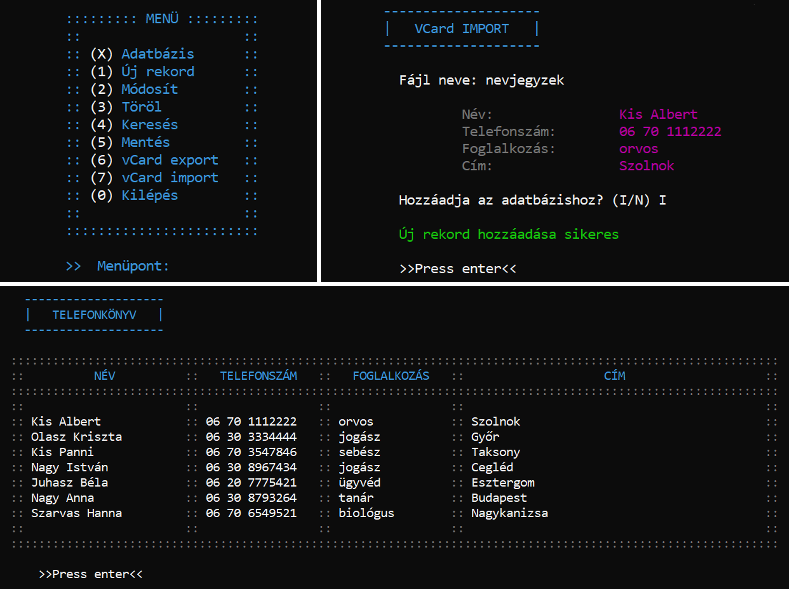 ::::::::: MENÜ :::::::::
:: ::
:: (X) Adatbázis ::
:: (1) Új rekord ::
:: (2) Módosít ::
:: (3) Töröl ::
:: (4) Keresés ::
:: (5) Mentés ::
:: (6) vCard export ::
:: (7) vCard import ::
:: (0) Kilépés ::
:: ::
::::::::::::::::::::::::
>> Menüpont:
--------------------
| VCard IMPORT |
--------------------
Fájl neve: nevjegyzek
Név: Kis Albert
Telefonszám: 06 70 1112222
Foglalkozás: orvos
Cím: Szolnok
Hozzáadja az adatbázishoz? (I/N) I
Új rekord hozzáadása sikeres
>>Press enter<<
--------------------
| TELEFONKÖNYV |
--------------------
:: NÉV :: TELEFONSZÁM :: FOGLALKOZÁS :: CÍM ::
:: Kis Albert :: 06 70 1112222 :: orvos :: Szolnok ::
:: Olasz Kriszta :: 06 30 3334444 :: jogász :: Győr ::
:: Kis Panni :: 06 70 3547846 :: sebész :: Taksony ::
:: Nagy István :: 06 30 8967434 :: jogász :: Cegléd ::
:: Juhasz Béla :: 06 20 7775421 :: ügyvéd :: Esztergom ::
:: Nagy Anna :: 06 30 8793264 :: tanár :: Budapest ::
:: Szarvas Hanna :: 06 70 6549521 :: biológus :: Nagykanizsa ::
>>Press enter<<